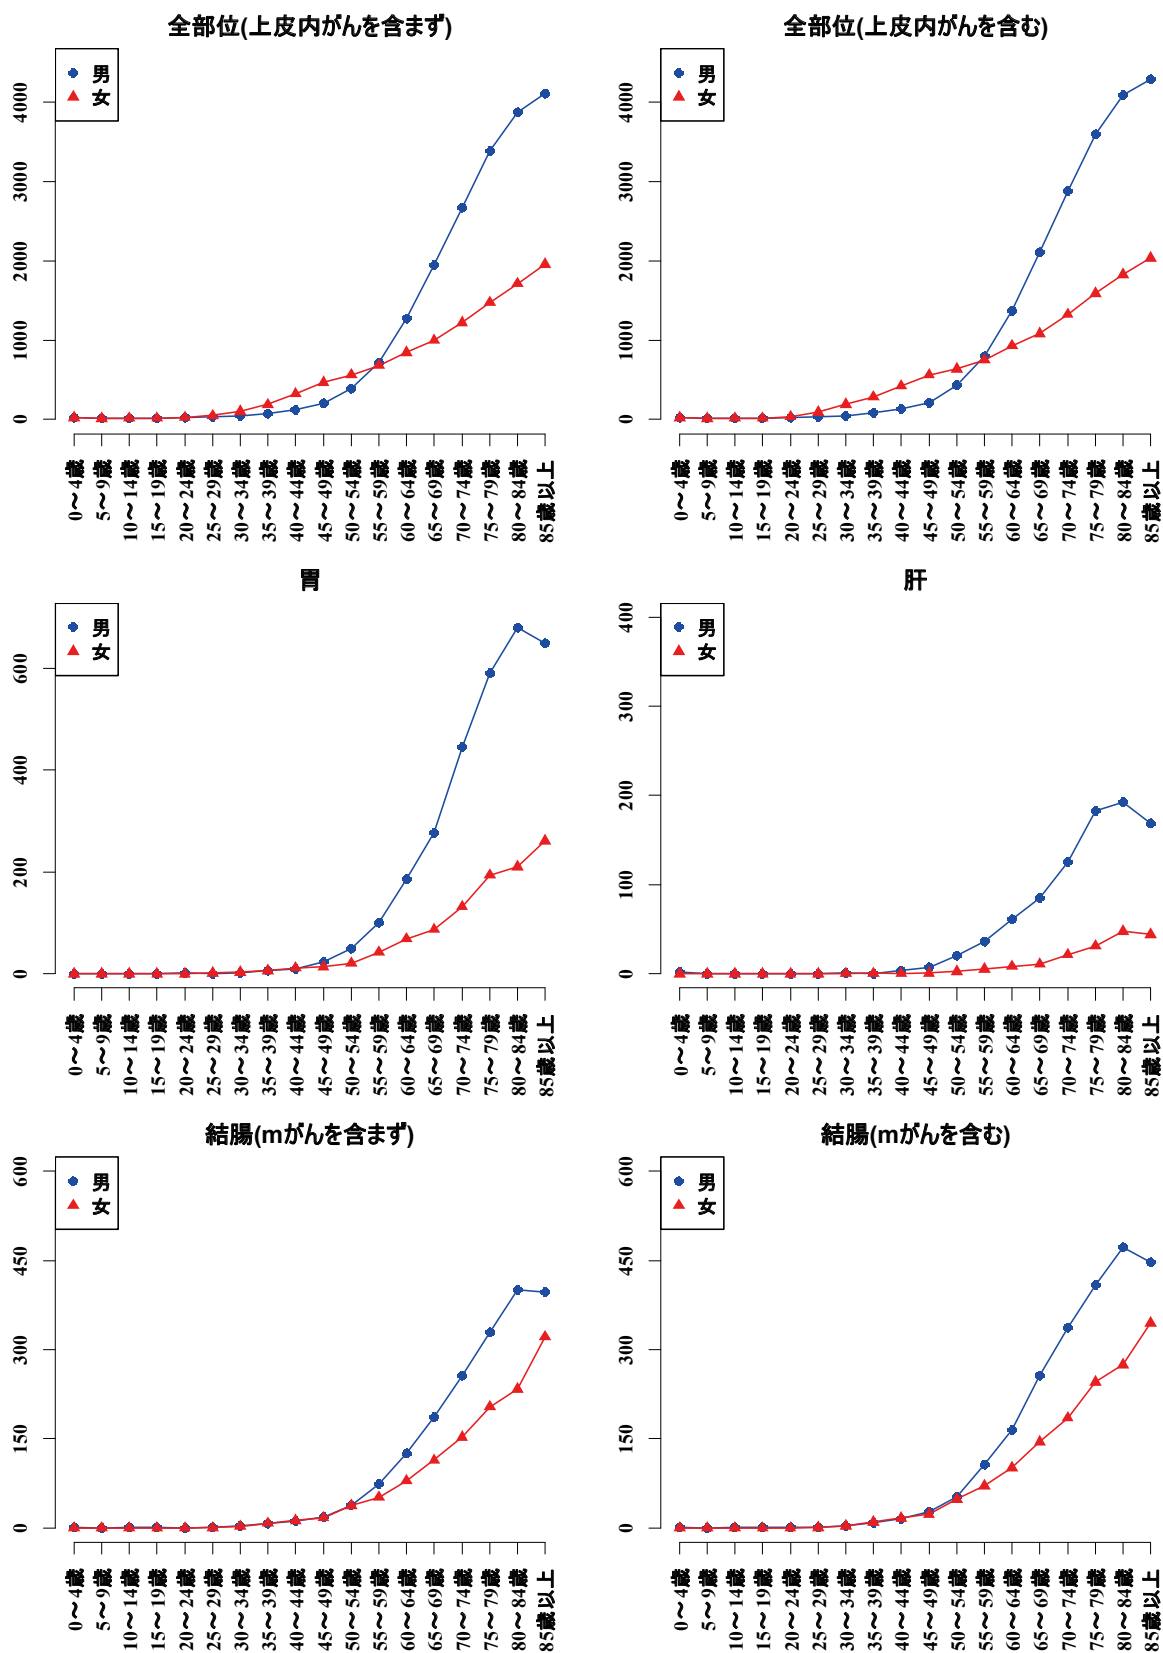 全部位(上皮内がんを含まず)
男
女
0
1000
2000
3000
4000
0～4歳
5～9歳
10～14歳
15～19歳
20～24歳
25～29歳
30～34歳
35～39歳
40～44歳
45～49歳
50～54歳
55～59歳
60～64歳
65～69歳
70～74歳
75～79歳
80～84歳
85歳以上
全部位(上皮内がんを含む)
男
女
0
1000
2000
3000
4000
0～4歳
5～9歳
10～14歳
15～19歳
20～24歳
25～29歳
30～34歳
35～39歳
40～44歳
45～49歳
50～54歳
55～59歳
60～64歳
65～69歳
70～74歳
75～79歳
80～84歳
85歳以上
胃
男
女
0
200
400
600
0～4歳
5～9歳
10～14歳
15～19歳
20～24歳
25～29歳
30～34歳
35～39歳
40～44歳
45～49歳
50～54歳
55～59歳
60～64歳
65～69歳
70～74歳
75～79歳
80～84歳
85歳以上
肝
男
女
0
100
200
300
400
0～4歳
5～9歳
10～14歳
15～19歳
20～24歳
25～29歳
30～34歳
35～39歳
40～44歳
45～49歳
50～54歳
55～59歳
60～64歳
65～69歳
70～74歳
75～79歳
80～84歳
85歳以上
結腸(mがんを含まず)
男
女
0
150
300
450
600
0～4歳
5～9歳
10～14歳
15～19歳
20～24歳
25～29歳
30～34歳
35～39歳
40～44歳
45～49歳
50～54歳
55～59歳
60～64歳
65～69歳
70～74歳
75～79歳
80～84歳
85歳以上
結腸(mがんを含む)
男
女
0
150
300
450
600
0～4歳
5～9歳
10～14歳
15～19歳
20～24歳
25～29歳
30～34歳
35～39歳
40～44歳
45～49歳
50～54歳
55～59歳
60～64歳
65～69歳
70～74歳
75～79歳
80～84歳
85歳以上